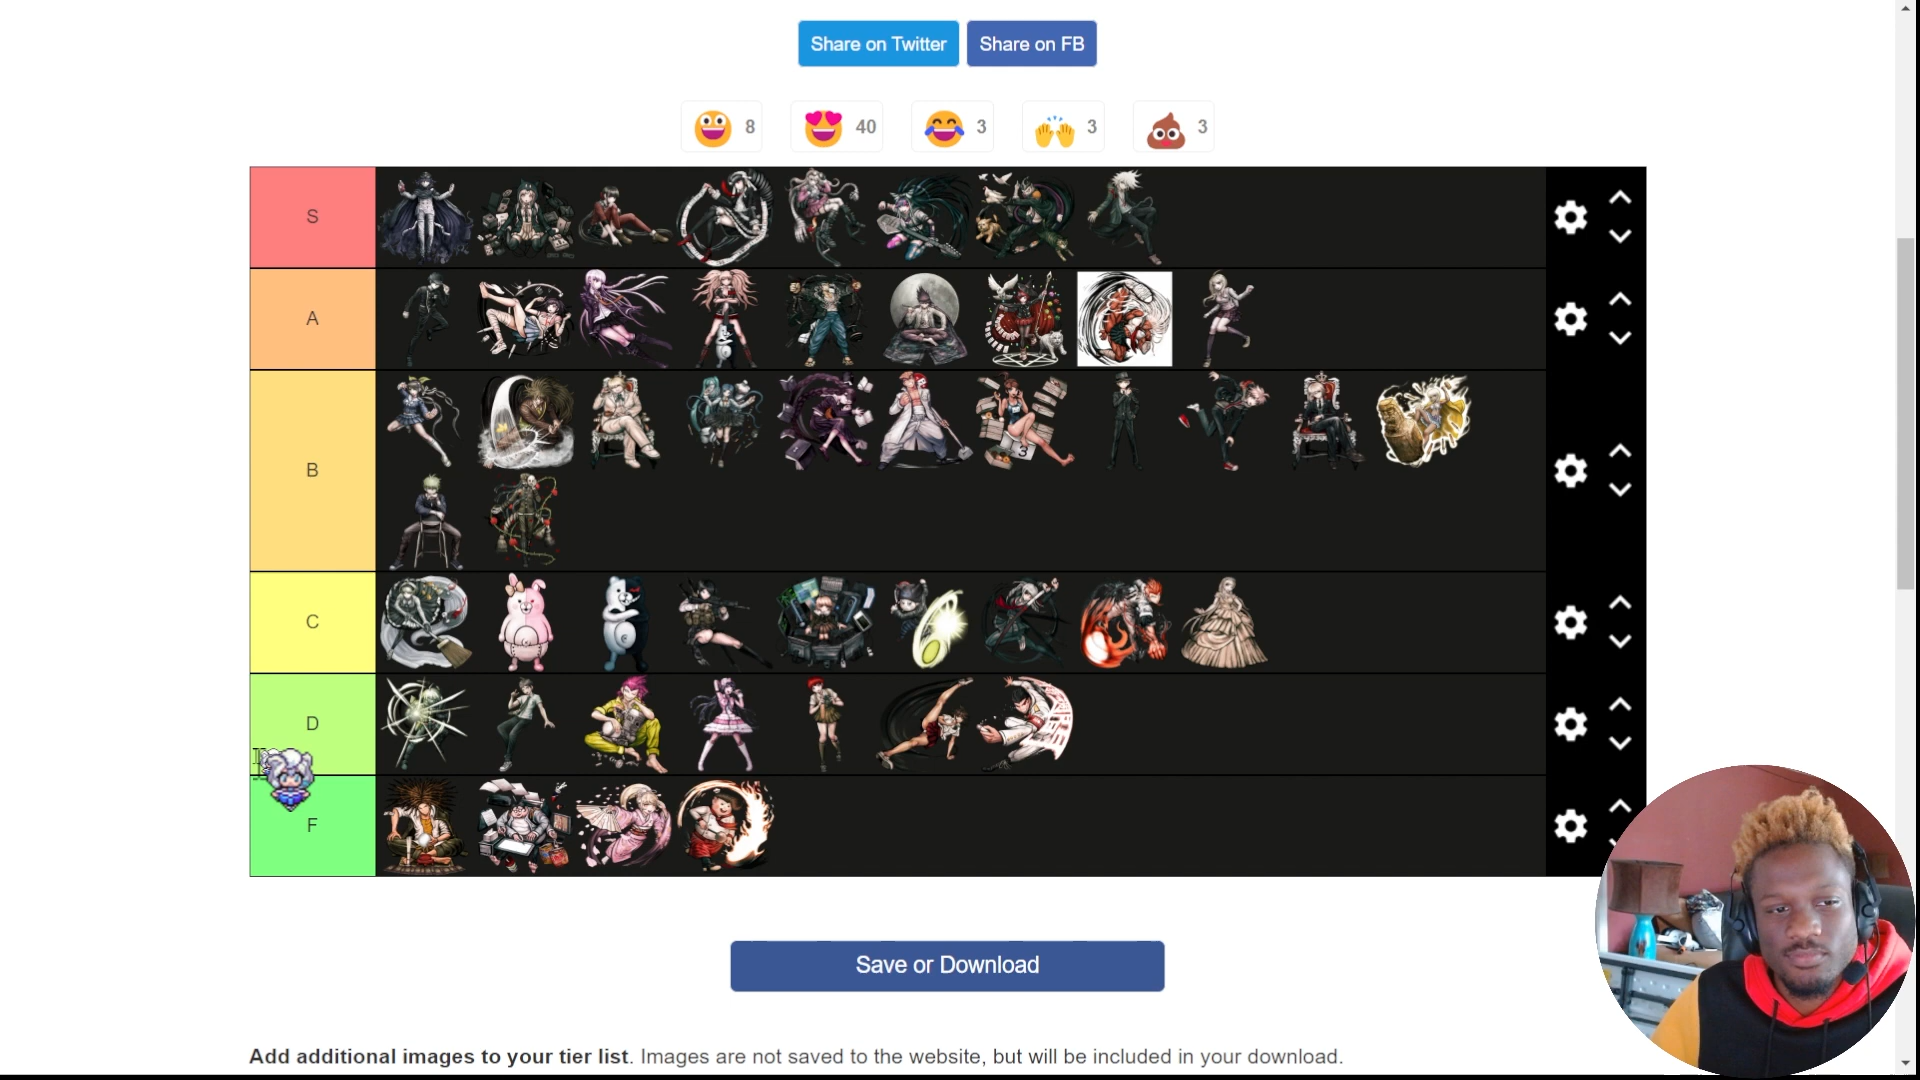 Share on Twitter Share on FB
8 40 3 3 3
S
A
3
B
C
D
F
Save or Download
Add additional images to your tier list. Images are not saved to the website, but will be included in your download.